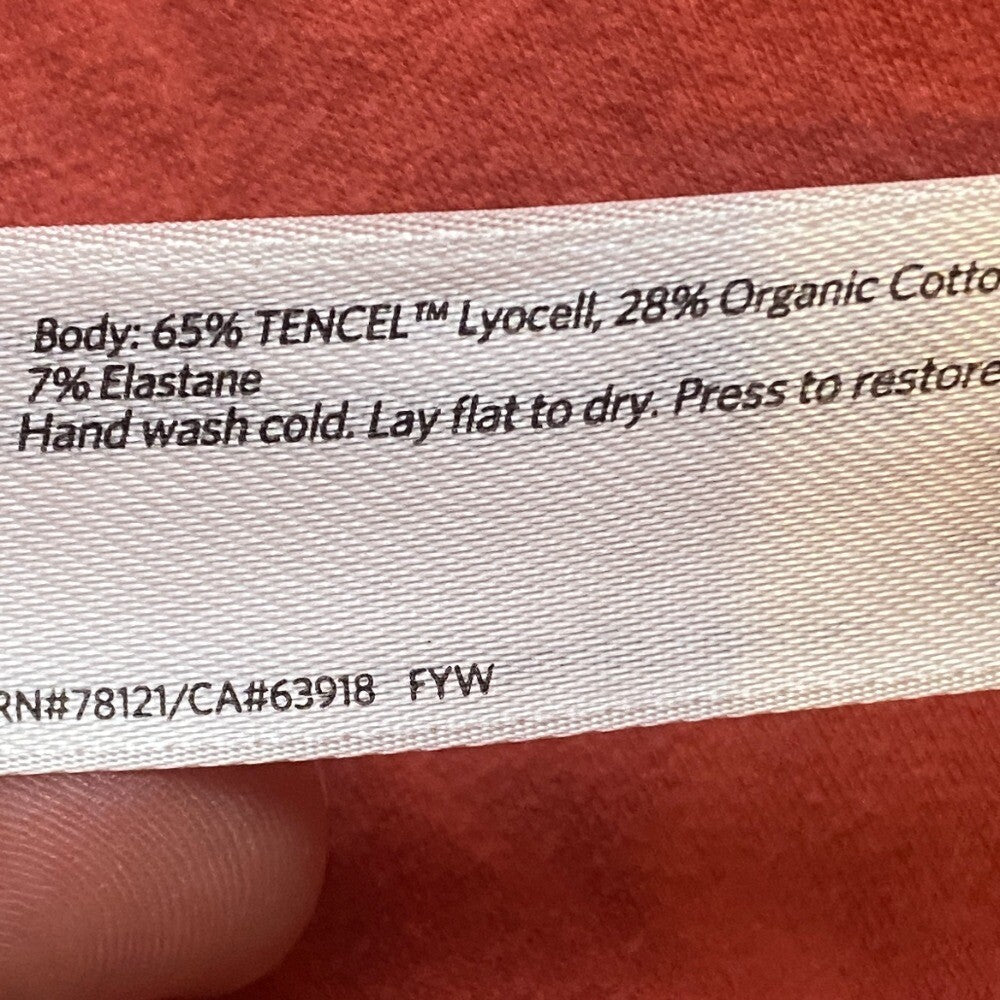 Body: 65% TENCEL™ Lyocell, 28% Organic Cotto
7% Elastane
Hand wash cold. Lay flat to dry. Press to restore
RN#78121/CA#63918 FYW